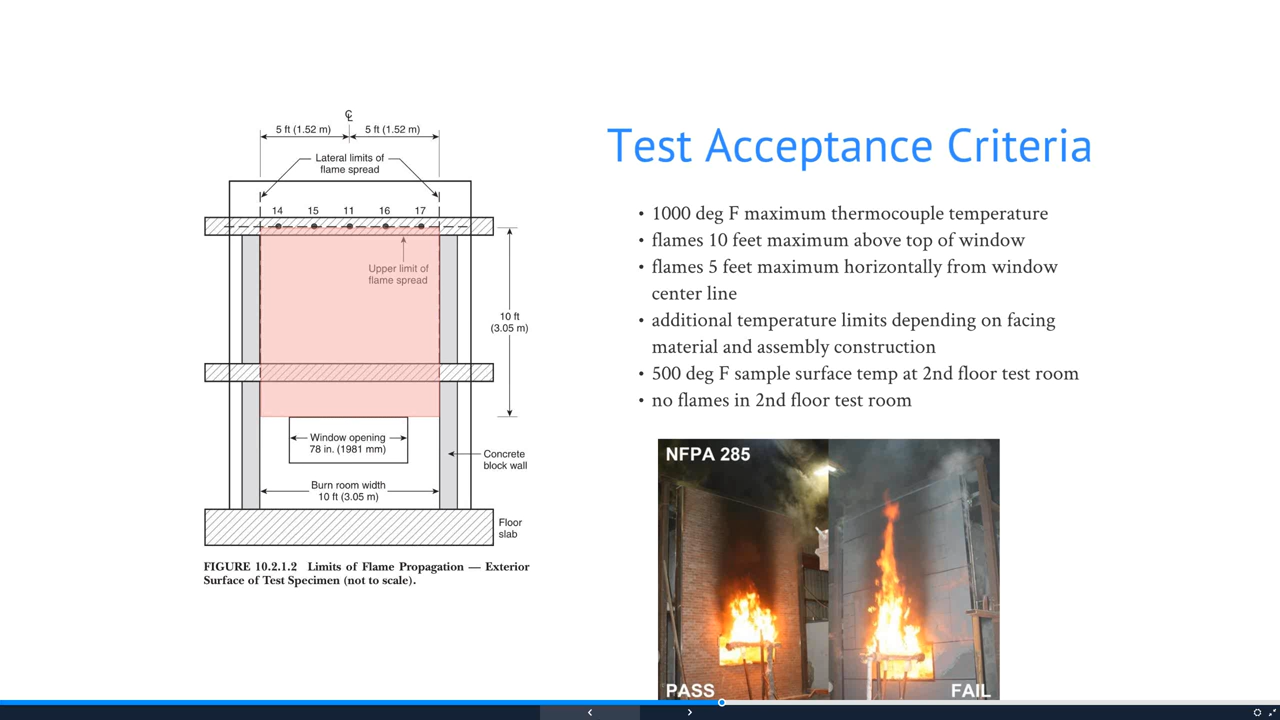 ℄
5 ft (1.52 m) 5 ft (1.52 m)
Lateral limits of
flame spread
14 15 11 16 17
Upper limit of
flame spread
10 ft
(3.05 m)
Window opening
78 in. (1981 mm)
Concrete
block wall
Burn room width
10 ft (3.05 m)
Floor
slab
FIGURE 10.2.1.2 Limits of Flame Propagation — Exterior
Surface of Test Specimen (not to scale).
Test Acceptance Criteria
• 1000 deg F maximum thermocouple temperature
• flames 10 feet maximum above top of window
• flames 5 feet maximum horizontally from window
center line
• additional temperature limits depending on facing
material and assembly construction
• 500 deg F sample surface temp at 2nd floor test room
• no flames in 2nd floor test room
NFPA 285
PASS FAIL